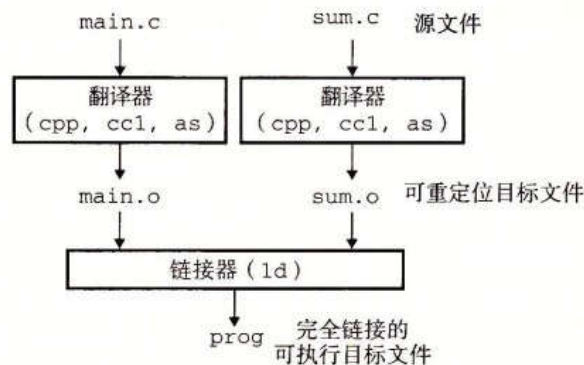 main.c sum.c 源文件
翻译器 翻译器
(cpp, cc1, as) (cpp, cc1, as)
main.o sum.o 可重定位目标文件
链接器(ld)
prog 完全链接的
可执行目标文件